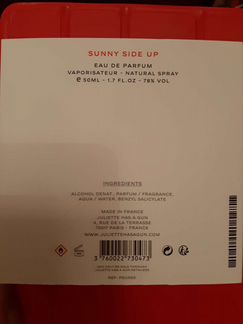 SUNNY SIDE UP
EAU DE PARFUM
VAPORISATEUR - NATURAL SPRAY
℮ 50ML - 1.7 FL.OZ - 78% VOL
INGREDIENTS
ALCOHOL DENAT., PARFUM / FRAGRANCE,
AQUA / WATER, BENZYL SALICYLATE
MADE IN FRANCE
JULIETTE HAS A GUN
4, RUE DE LA TERRASSE
75017 PARIS - FRANCE
WWW.JULIETTEHASAGUN.COM
3 760022 730473